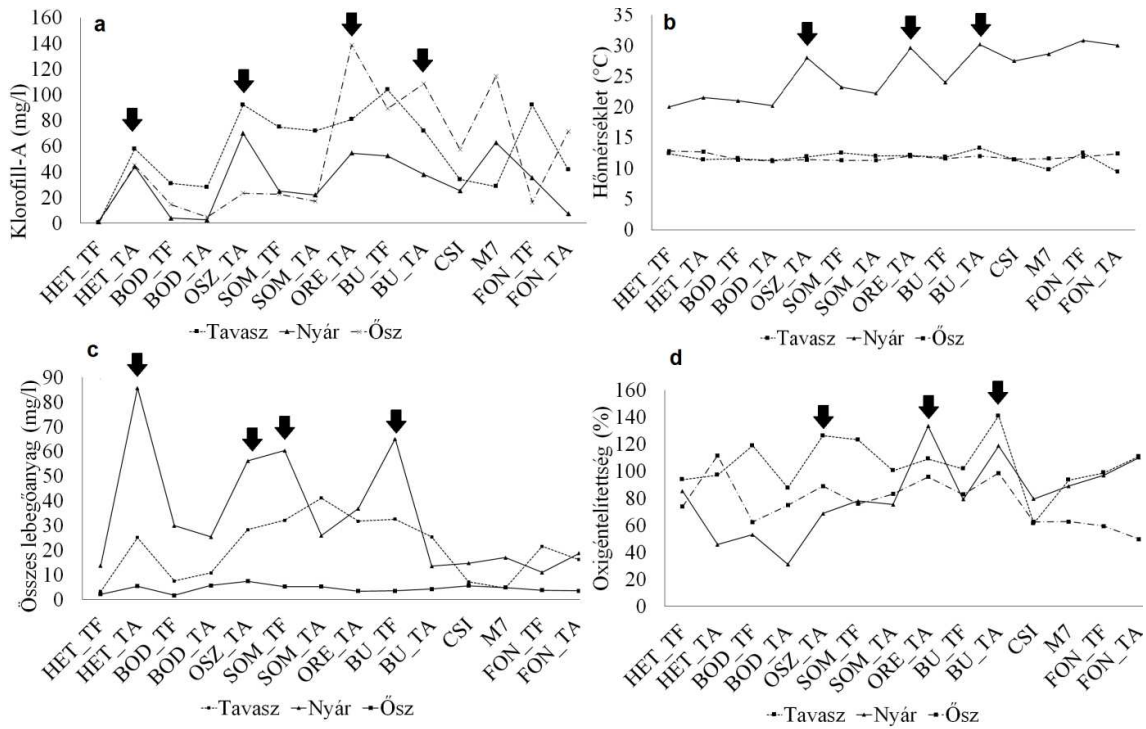 a
Klorofill-A (mg/l)
160
140
120
100
80
60
40
20
0
HET_TF
HET_TA
BOD_TF
BOD_TA
OSZ_TA
SOM_TF
SOM_TA
ORE_TA
BU_TF
BU_TA
CSI
M7
FON_TF
FON_TA
Tavasz Nyár Ősz
b
Hőmérséklet (°C)
35
30
25
20
15
10
5
0
HET_TF
HET_TA
BOD_TF
BOD_TA
OSZ_TA
SOM_TF
SOM_TA
ORE_TA
BU_TF
BU_TA
CSI
M7
FON_TF
FON_TA
Tavasz Nyár Ősz
c
Összes lebegőanyag (mg/l)
90
80
70
60
50
40
30
20
10
0
HET_TF
HET_TA
BOD_TF
BOD_TA
OSZ_TA
SOM_TF
SOM_TA
ORE_TA
BU_TF
BU_TA
CSI
M7
FON_TF
FON_TA
Tavasz Nyár Ősz
d
Oxigéntelítettség (%)
160
140
120
100
80
60
40
20
0
HET_TF
HET_TA
BOD_TF
BOD_TA
OSZ_TA
SOM_TF
SOM_TA
ORE_TA
BU_TF
BU_TA
CSI
M7
FON_TF
FON_TA
Tavasz Nyár Ősz